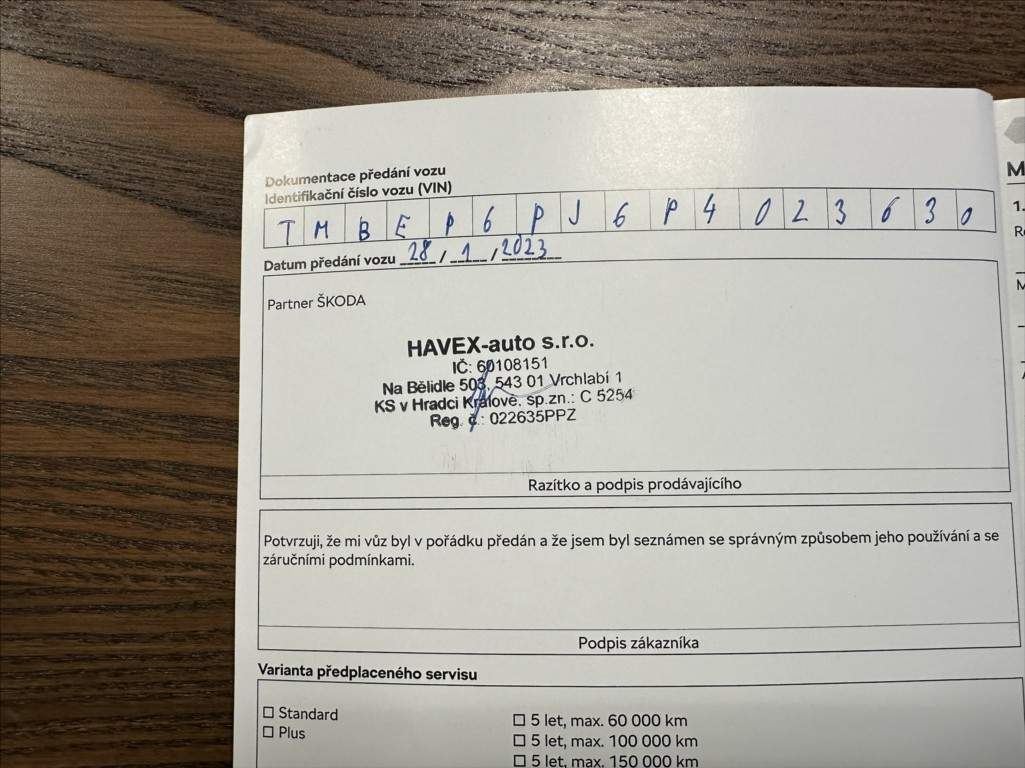 Dokumentace předání vozu
Identifikační číslo vozu (VIN)
T M B E P 6 P J 6 P 4 0 2 3 6 3 0
Datum předání vozu 28 / 1 / 2023
Partner ŠKODA
HAVEX-auto s.r.o.
IČ: 60108151
Na Bělidle 503, 543 01 Vrchlabí 1
KS v Hradci Králové. sp.zn.: C 5254
Reg. č.: 022635PPZ
Razítko a podpis prodávajícího
Potvrzuji, že mi vůz byl v pořádku předán a že jsem byl seznámen se správným způsobem jeho používání a se
záručními podmínkami.
Podpis zákazníka
Varianta předplaceného servisu
☐ Standard
☐ Plus
☐ 5 let, max. 60 000 km
☐ 5 let, max. 100 000 km
☐ 5 let, max. 150 000 km
1.